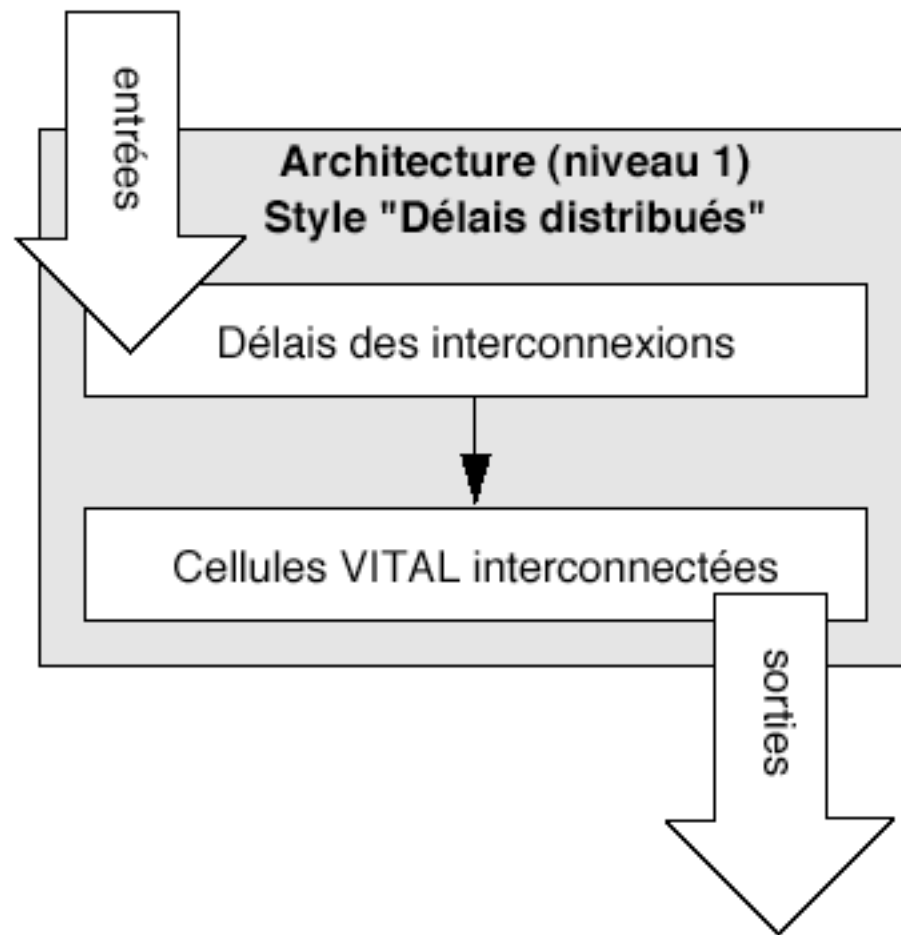 entrées
Architecture (niveau 1)
Style "Délais distribués"
Délais des interconnexions
Cellules VITAL interconnectées
sorties